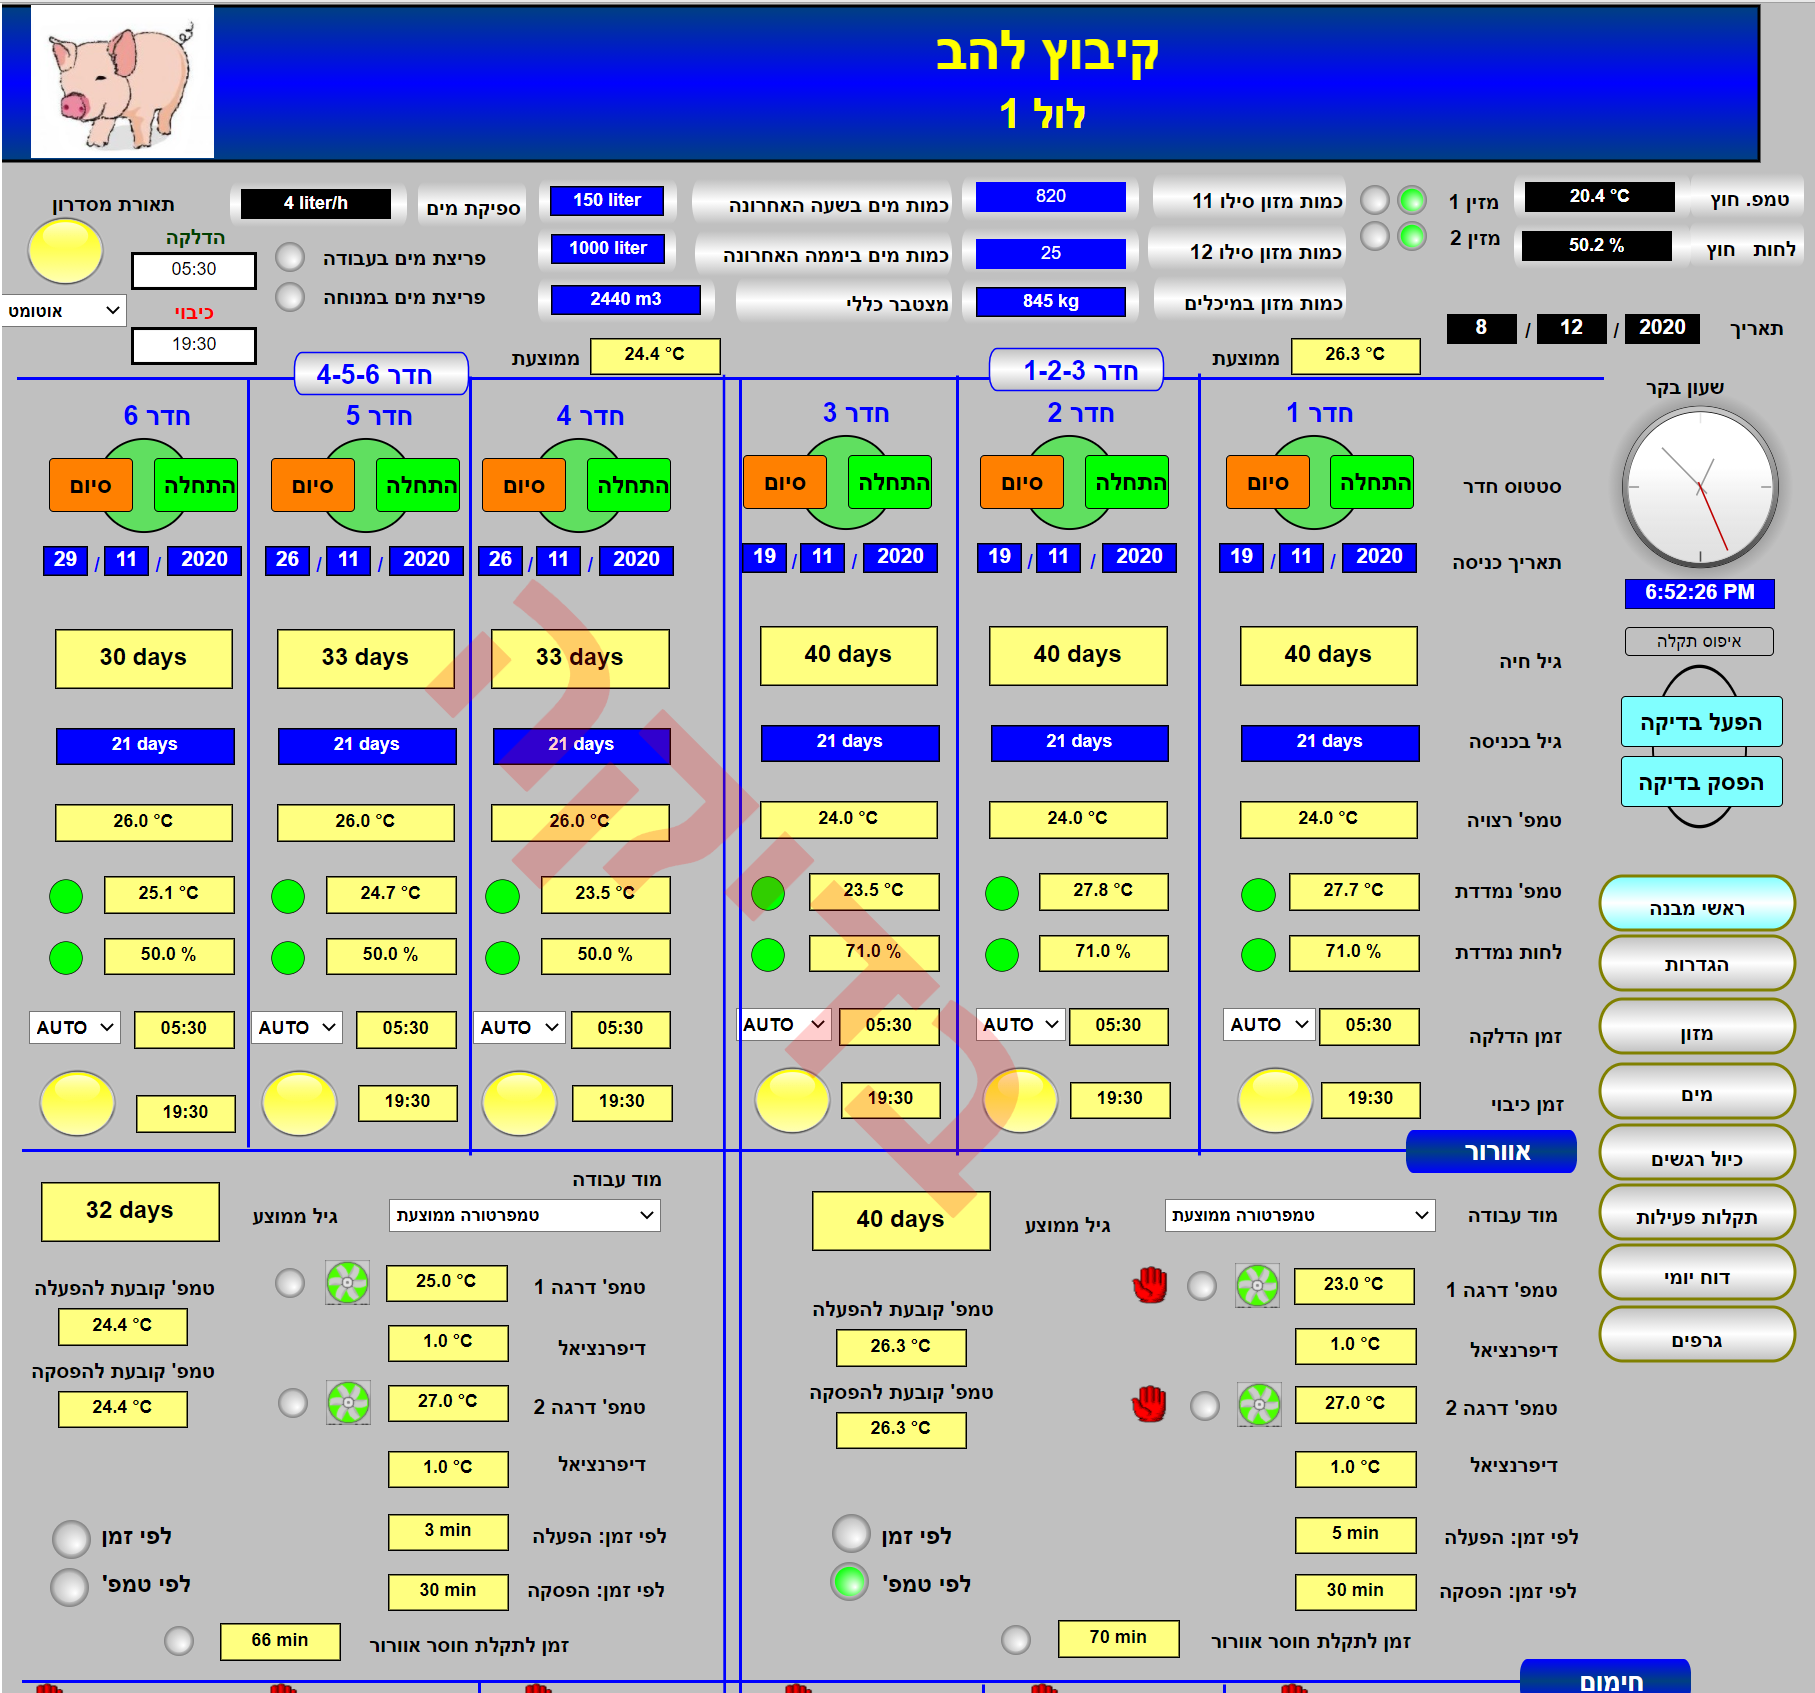 קיבוץ להב
לול 1
טמפ. חוץ 20.4 °C מזין 1 כמות מזון סילו 11 820 כמות מים בשעה האחרונה 150 liter ספיקת מים 4 liter/h תאורת מסדרון
לחות חוץ 50.2 % מזין 2 כמות מזון סילו 12 25 כמות מים ביממה האחרונה 1000 liter פריצת מים בעבודה הדלקה 05:30
כמות מזון במיכלים 845 kg מצטבר כללי 2440 m3 פריצת מים במנוחה כיבוי 19:30 אוטומט
תאריך 8 / 12 / 2020
26.3 °C ממוצעת חדר 1-2-3 24.4 °C ממוצעת חדר 4-5-6
שעון בקר
6:52:26 PM
איפוס תקלה
הפעל בדיקה
הפסק בדיקה
חדר 1 חדר 2 חדר 3 חדר 4 חדר 5 חדר 6
סטטוס חדר התחלה סיום התחלה סיום התחלה סיום התחלה סיום התחלה סיום התחלה סיום
תאריך כניסה 19 / 11 / 2020 19 / 11 / 2020 19 / 11 / 2020 26 / 11 / 2020 26 / 11 / 2020 29 / 11 / 2020
גיל חיה 40 days 40 days 40 days 33 days 33 days 30 days
גיל בכניסה 21 days 21 days 21 days 21 days 21 days 21 days
טמפ' רצויה 24.0 °C 24.0 °C 24.0 °C 26.0 °C 26.0 °C 26.0 °C
טמפ' נמדדת 27.7 °C 27.8 °C 23.5 °C 23.5 °C 24.7 °C 25.1 °C
לחות נמדדת 71.0 % 71.0 % 71.0 % 50.0 % 50.0 % 50.0 %
זמן הדלקה 05:30 AUTO 05:30 AUTO 05:30 AUTO 05:30 AUTO 05:30 AUTO 05:30 AUTO
זמן כיבוי 19:30 19:30 19:30 19:30 19:30 19:30
בדיקה
ראשי מבנה
הגדרות
מזון
מים
כיול רגשים
תקלות פעילות
דוח יומי
גרפים
אוורור
מוד עבודה טמפרטורה ממוצעת גיל ממוצע 40 days
טמפ' דרגה 1 23.0 °C טמפ' קובעת להפעלה
דיפרנציאל 1.0 °C 26.3 °C
טמפ' דרגה 2 27.0 °C טמפ' קובעת להפסקה 26.3 °C
דיפרנציאל 1.0 °C
לפי זמן: הפעלה 5 min לפי זמן
לפי זמן: הפסקה 30 min לפי טמפ'
זמן לתקלת חוסר אוורור 70 min
מוד עבודה
טמפרטורה ממוצעת גיל ממוצע 32 days
טמפ' דרגה 1 25.0 °C טמפ' קובעת להפעלה
דיפרנציאל 1.0 °C 24.4 °C
טמפ' דרגה 2 27.0 °C טמפ' קובעת להפסקה 24.4 °C
דיפרנציאל 1.0 °C
לפי זמן: הפעלה 3 min לפי זמן
לפי זמן: הפסקה 30 min לפי טמפ'
זמן לתקלת חוסר אוורור 66 min
חימום